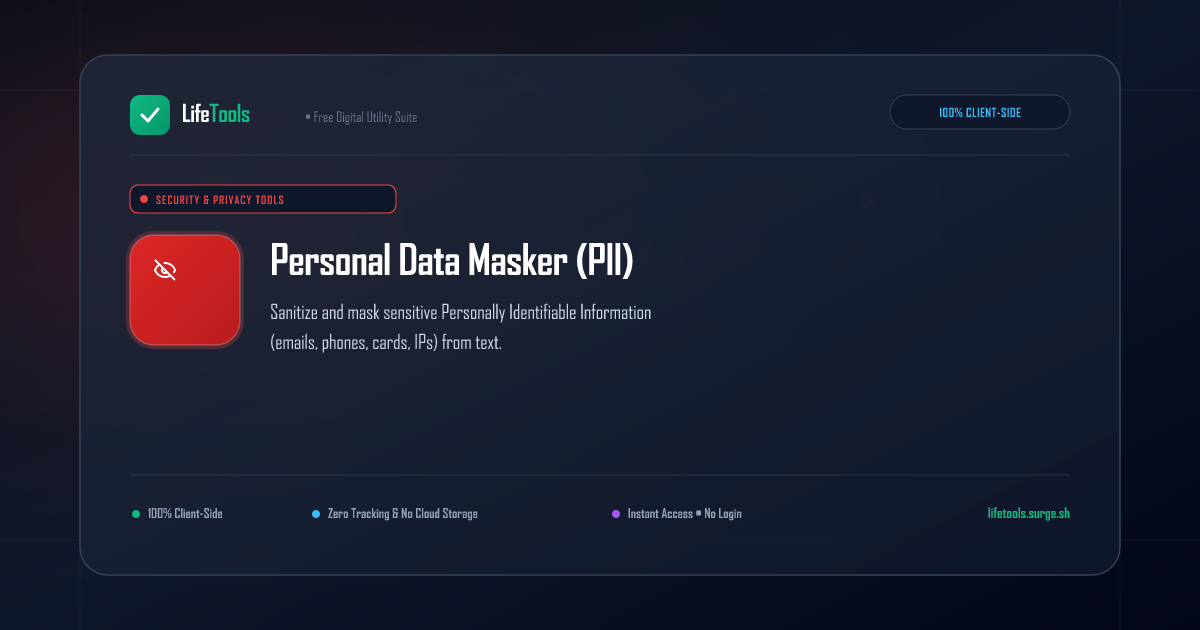 LifeTools
• Free Digital Utility Suite
100% CLIENT-SIDE
SECURITY & PRIVACY TOOLS
Personal Data Masker (PII)
Sanitize and mask sensitive Personally Identifiable Information
(emails, phones, cards, IPs) from text.
100% Client-Side
Zero Tracking & No Cloud Storage
Instant Access • No Login
lifetools.surge.sh